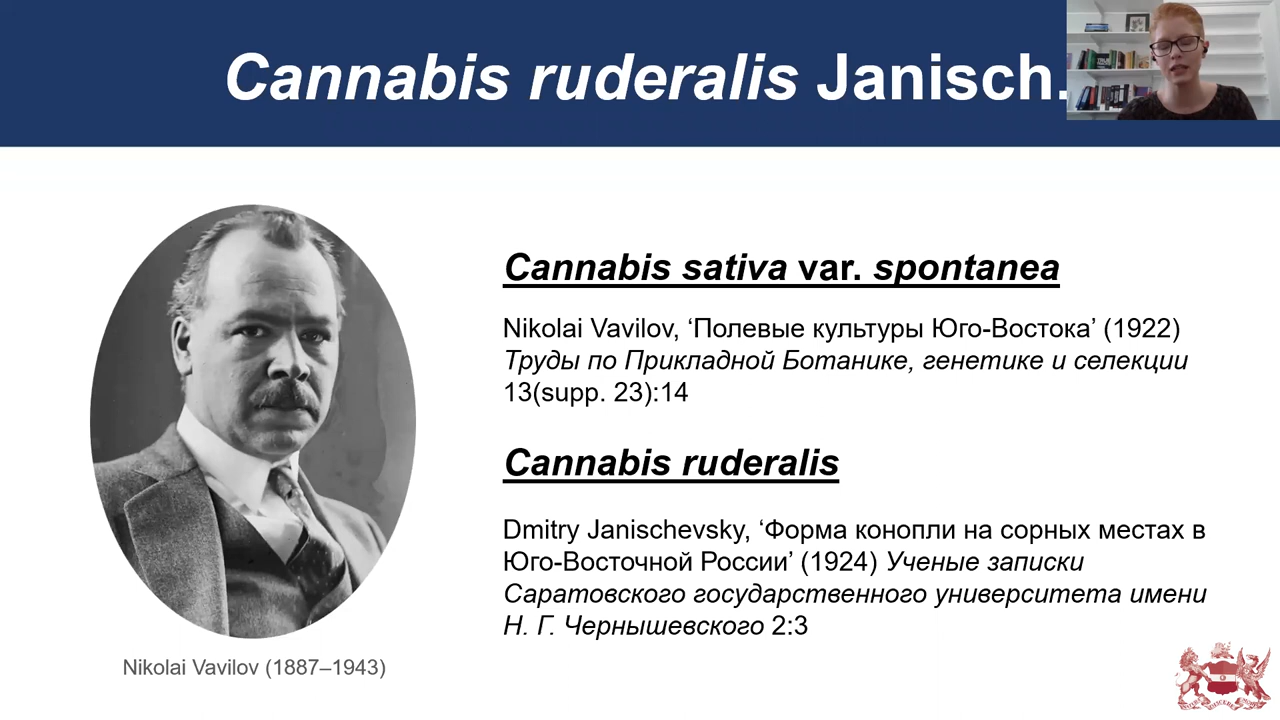 Cannabis ruderalis Janisch.
Cannabis sativa var. spontanea
Nikolai Vavilov, ‘Полевые культуры Юго-Востока’ (1922)
Труды по Прикладной Ботанике, генетике и селекции
13(supp. 23):14
Cannabis ruderalis
Dmitry Janischevsky, ‘Форма конопли на сорных местах в
Юго-Восточной России’ (1924) Ученые записки
Саратовского государственного университета имени
Н. Г. Чернышевского 2:3
Nikolai Vavilov (1887–1943)